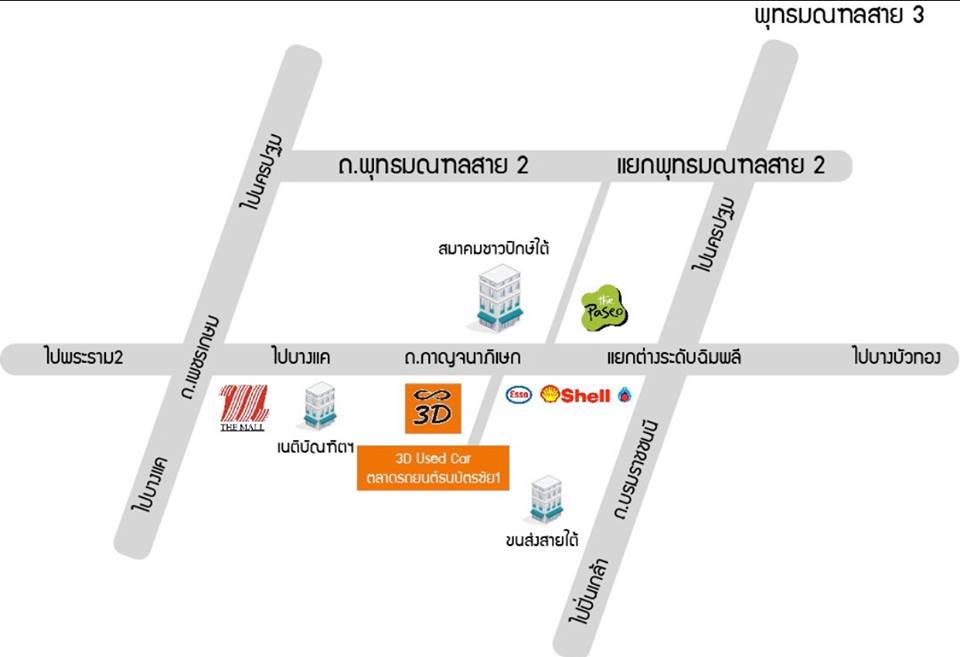 พุทธมณฑลสาย 3
ไปนครปฐม
ถ.พุทธมณฑลสาย 2
แยกพุทธมณฑลสาย 2
ไปนครปฐม
สมาคมชาวปักษ์ใต้
the
Paseo
ไปพระราม2
ถ.เพชรเกษม
ไปบางแค
ถ.กาญจนาภิเษก
แยกต่างระดับฉิมพลี
ไปบางบัวทอง
THE MALL
เนติบัณฑิตฯ
3D
Esso
Shell
3D Used Car
ตลาดรถยนต์ธนบัตรชัย1
ไปบางแค
ถ.บรมราชชนนี
ขนส่งสายใต้
ไปปิ่นเกล้า